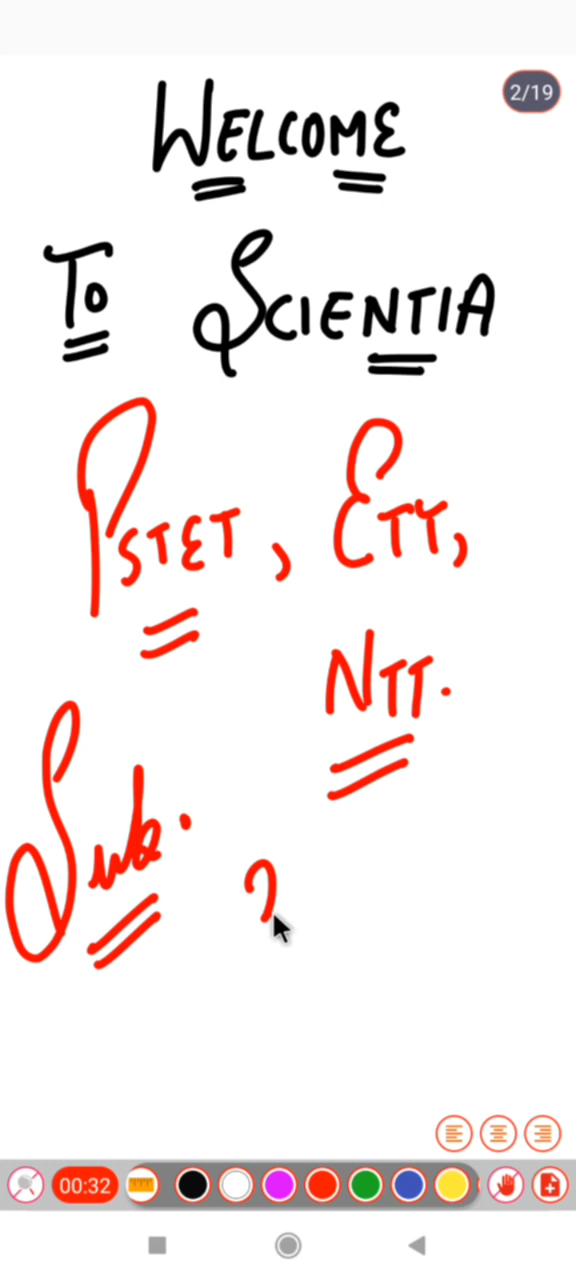 2/19
WELCOME
TO SCIENTIA
PSTET, ETT,
NTT.
Sub.
00:32